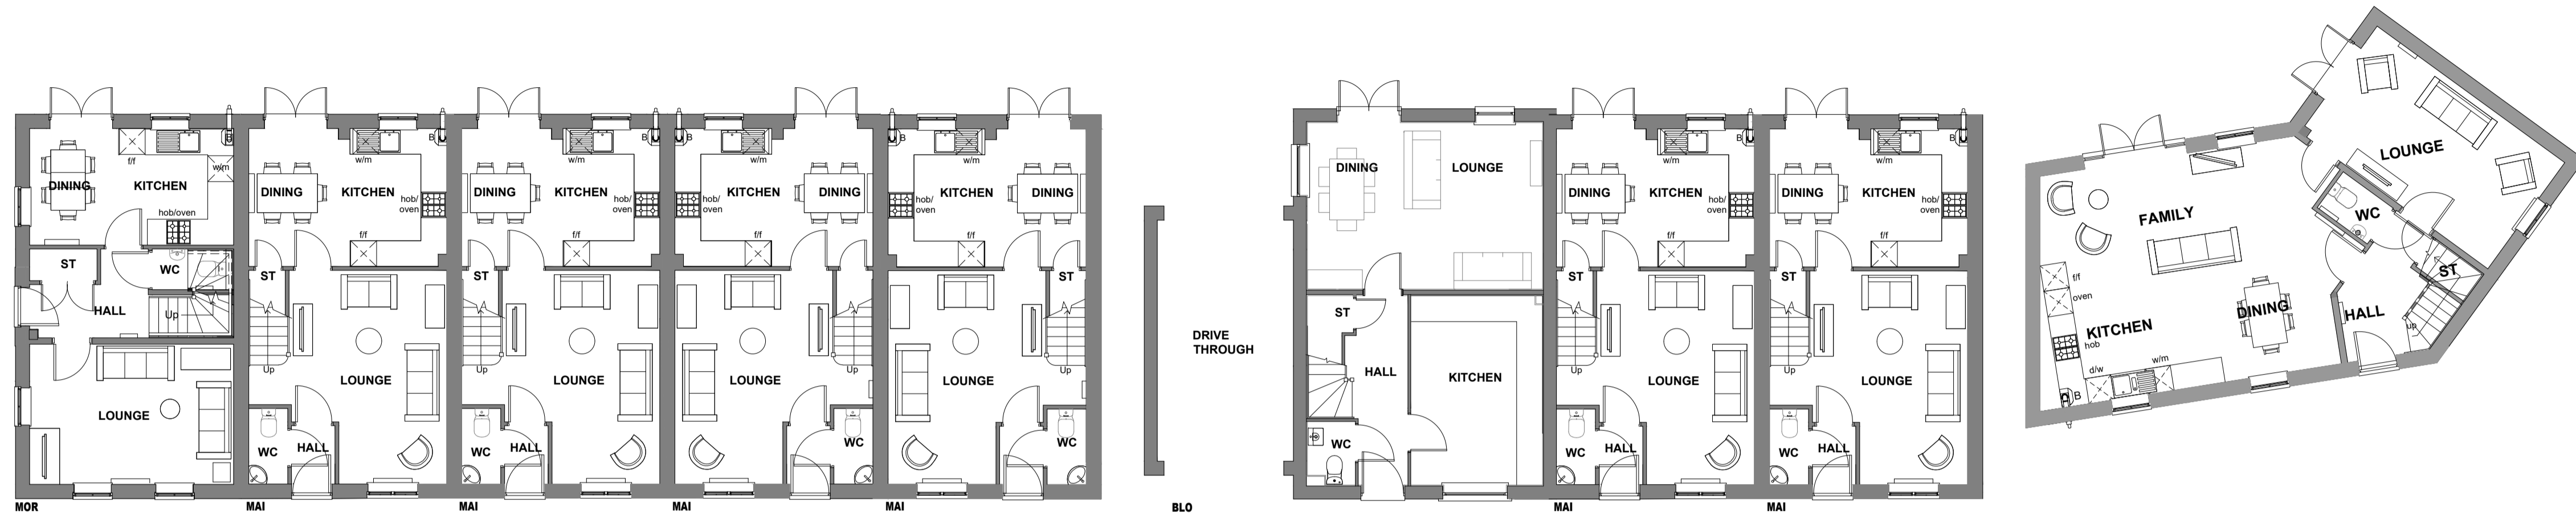 DINING
KITCHEN
f/f
w/m
B
hob/oven
ST
WC
HALL
Up
LOUNGE
MOR
DINING
KITCHEN
w/m
B
hob/
oven
f/f
ST
Up
LOUNGE
WC
HALL
MAI
DINING
KITCHEN
w/m
B
hob/
oven
f/f
ST
Up
LOUNGE
WC
HALL
MAI
B
w/m
KITCHEN
DINING
hob/
oven
f/f
ST
Up
LOUNGE
WC
MAI
B
w/m
KITCHEN
DINING
hob/
oven
f/f
ST
Up
LOUNGE
WC
MAI
DRIVE
THROUGH
BLO
DINING
LOUNGE
ST
HALL
KITCHEN
WC
DINING
KITCHEN
w/m
B
hob/
oven
f/f
ST
Up
LOUNGE
WC
HALL
MAI
DINING
KITCHEN
w/m
B
hob/
oven
f/f
ST
Up
LOUNGE
WC
HALL
MAI
LOUNGE
WC
FAMILY
ST
f/f
oven
DINING
HALL
up
KITCHEN
hob
w/m
d/w
B